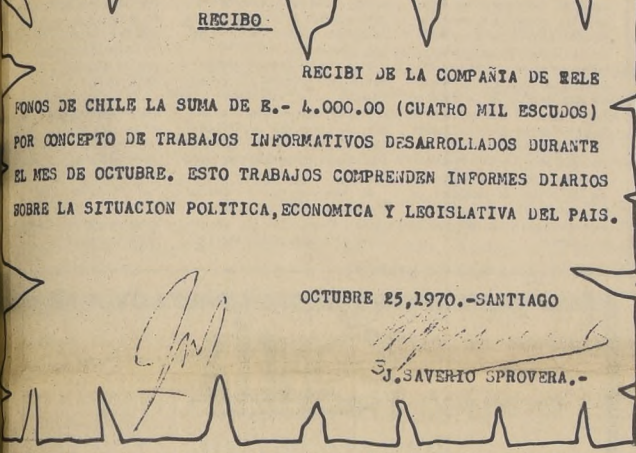 RECIBO
RECIBI DE LA COMPAÑIA DE TELE
FONOS DE CHILE LA SUMA DE E.- 4.000.00 (CUATRO MIL ESCUDOS)
POR CONCEPTO DE TRABAJOS INFORMATIVOS DESARROLLADOS DURANTE
EL MES DE OCTUBRE. ESTO TRABAJOS COMPRENDEN INFORMES DIARIOS
SOBRE LA SITUACION POLITICA, ECONOMICA Y LEGISLATIVA DEL PAIS.
OCTUBRE 25,1970.-SANTIAGO
J.SAVERIO SPROVERA.-